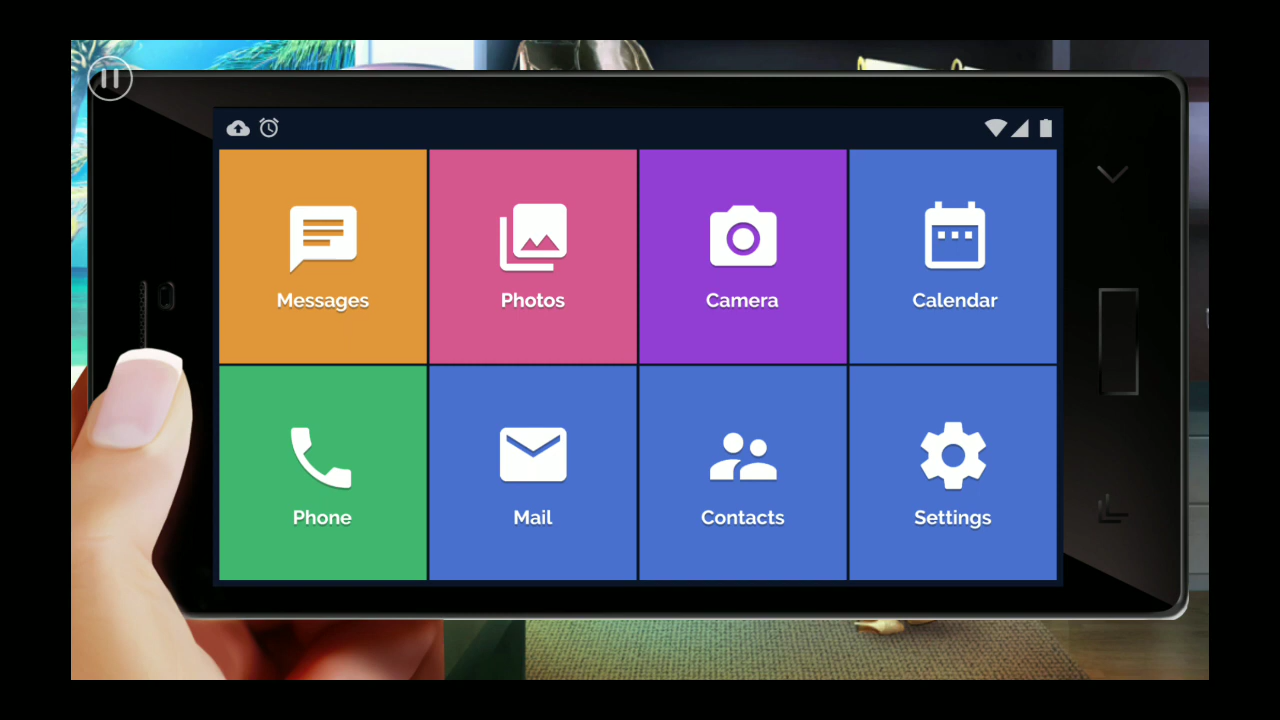 Messages
Photos
Camera
Calendar
Phone
Mail
Contacts
Settings